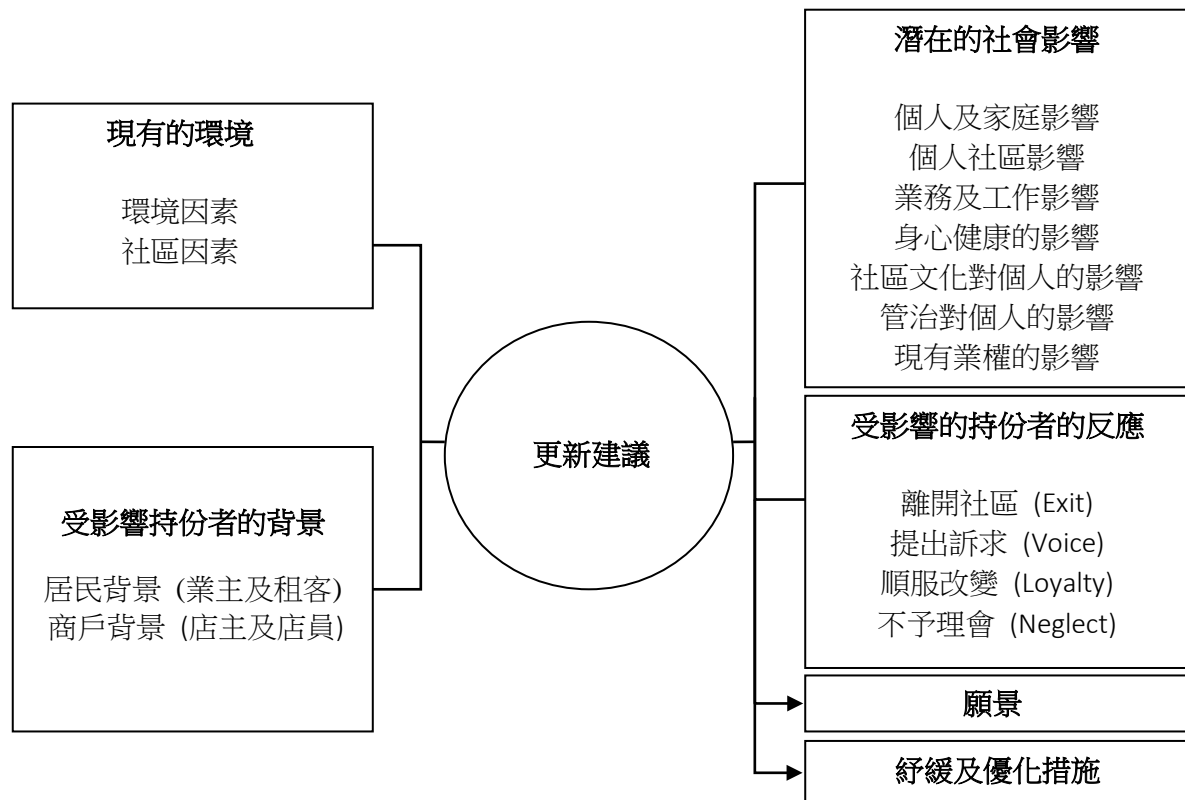 現有的環境
環境因素
社區因素
受影響持份者的背景
居民背景 (業主及租客)
商戶背景 (店主及店員)
更新建議
潛在的社會影響
個人及家庭影響
個人社區影響
業務及工作影響
身心健康的影響
社區文化對個人的影響
管治對個人的影響
現有業權的影響
受影響的持份者的反應
離開社區 (Exit)
提出訴求 (Voice)
順服改變 (Loyalty)
不予理會 (Neglect)
願景
紓緩及優化措施